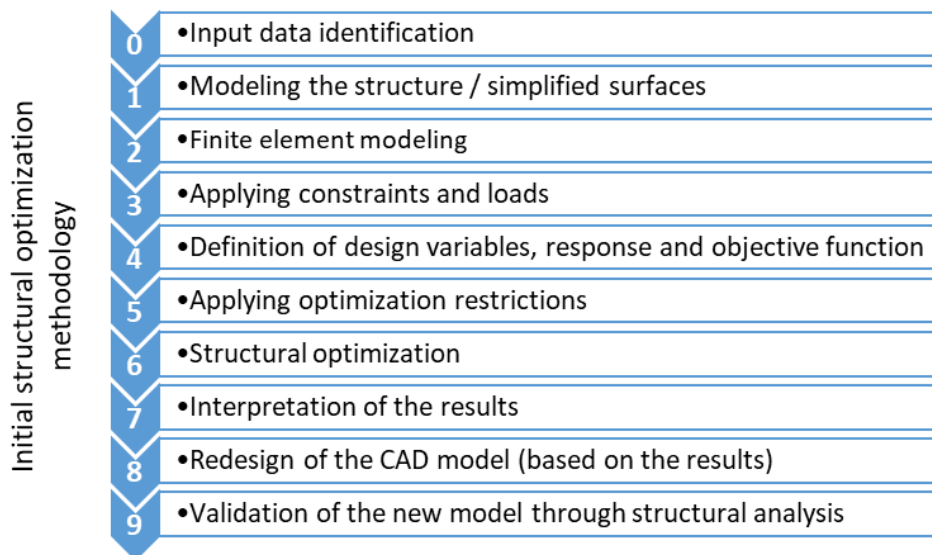 Initial structural optimization
methodology
0
•Input data identification
1
•Modeling the structure / simplified surfaces
2
•Finite element modeling
3
•Applying constraints and loads
4
•Definition of design variables, response and objective function
5
•Applying optimization restrictions
6
•Structural optimization
7
•Interpretation of the results
8
•Redesign of the CAD model (based on the results)
9
•Validation of the new model through structural analysis